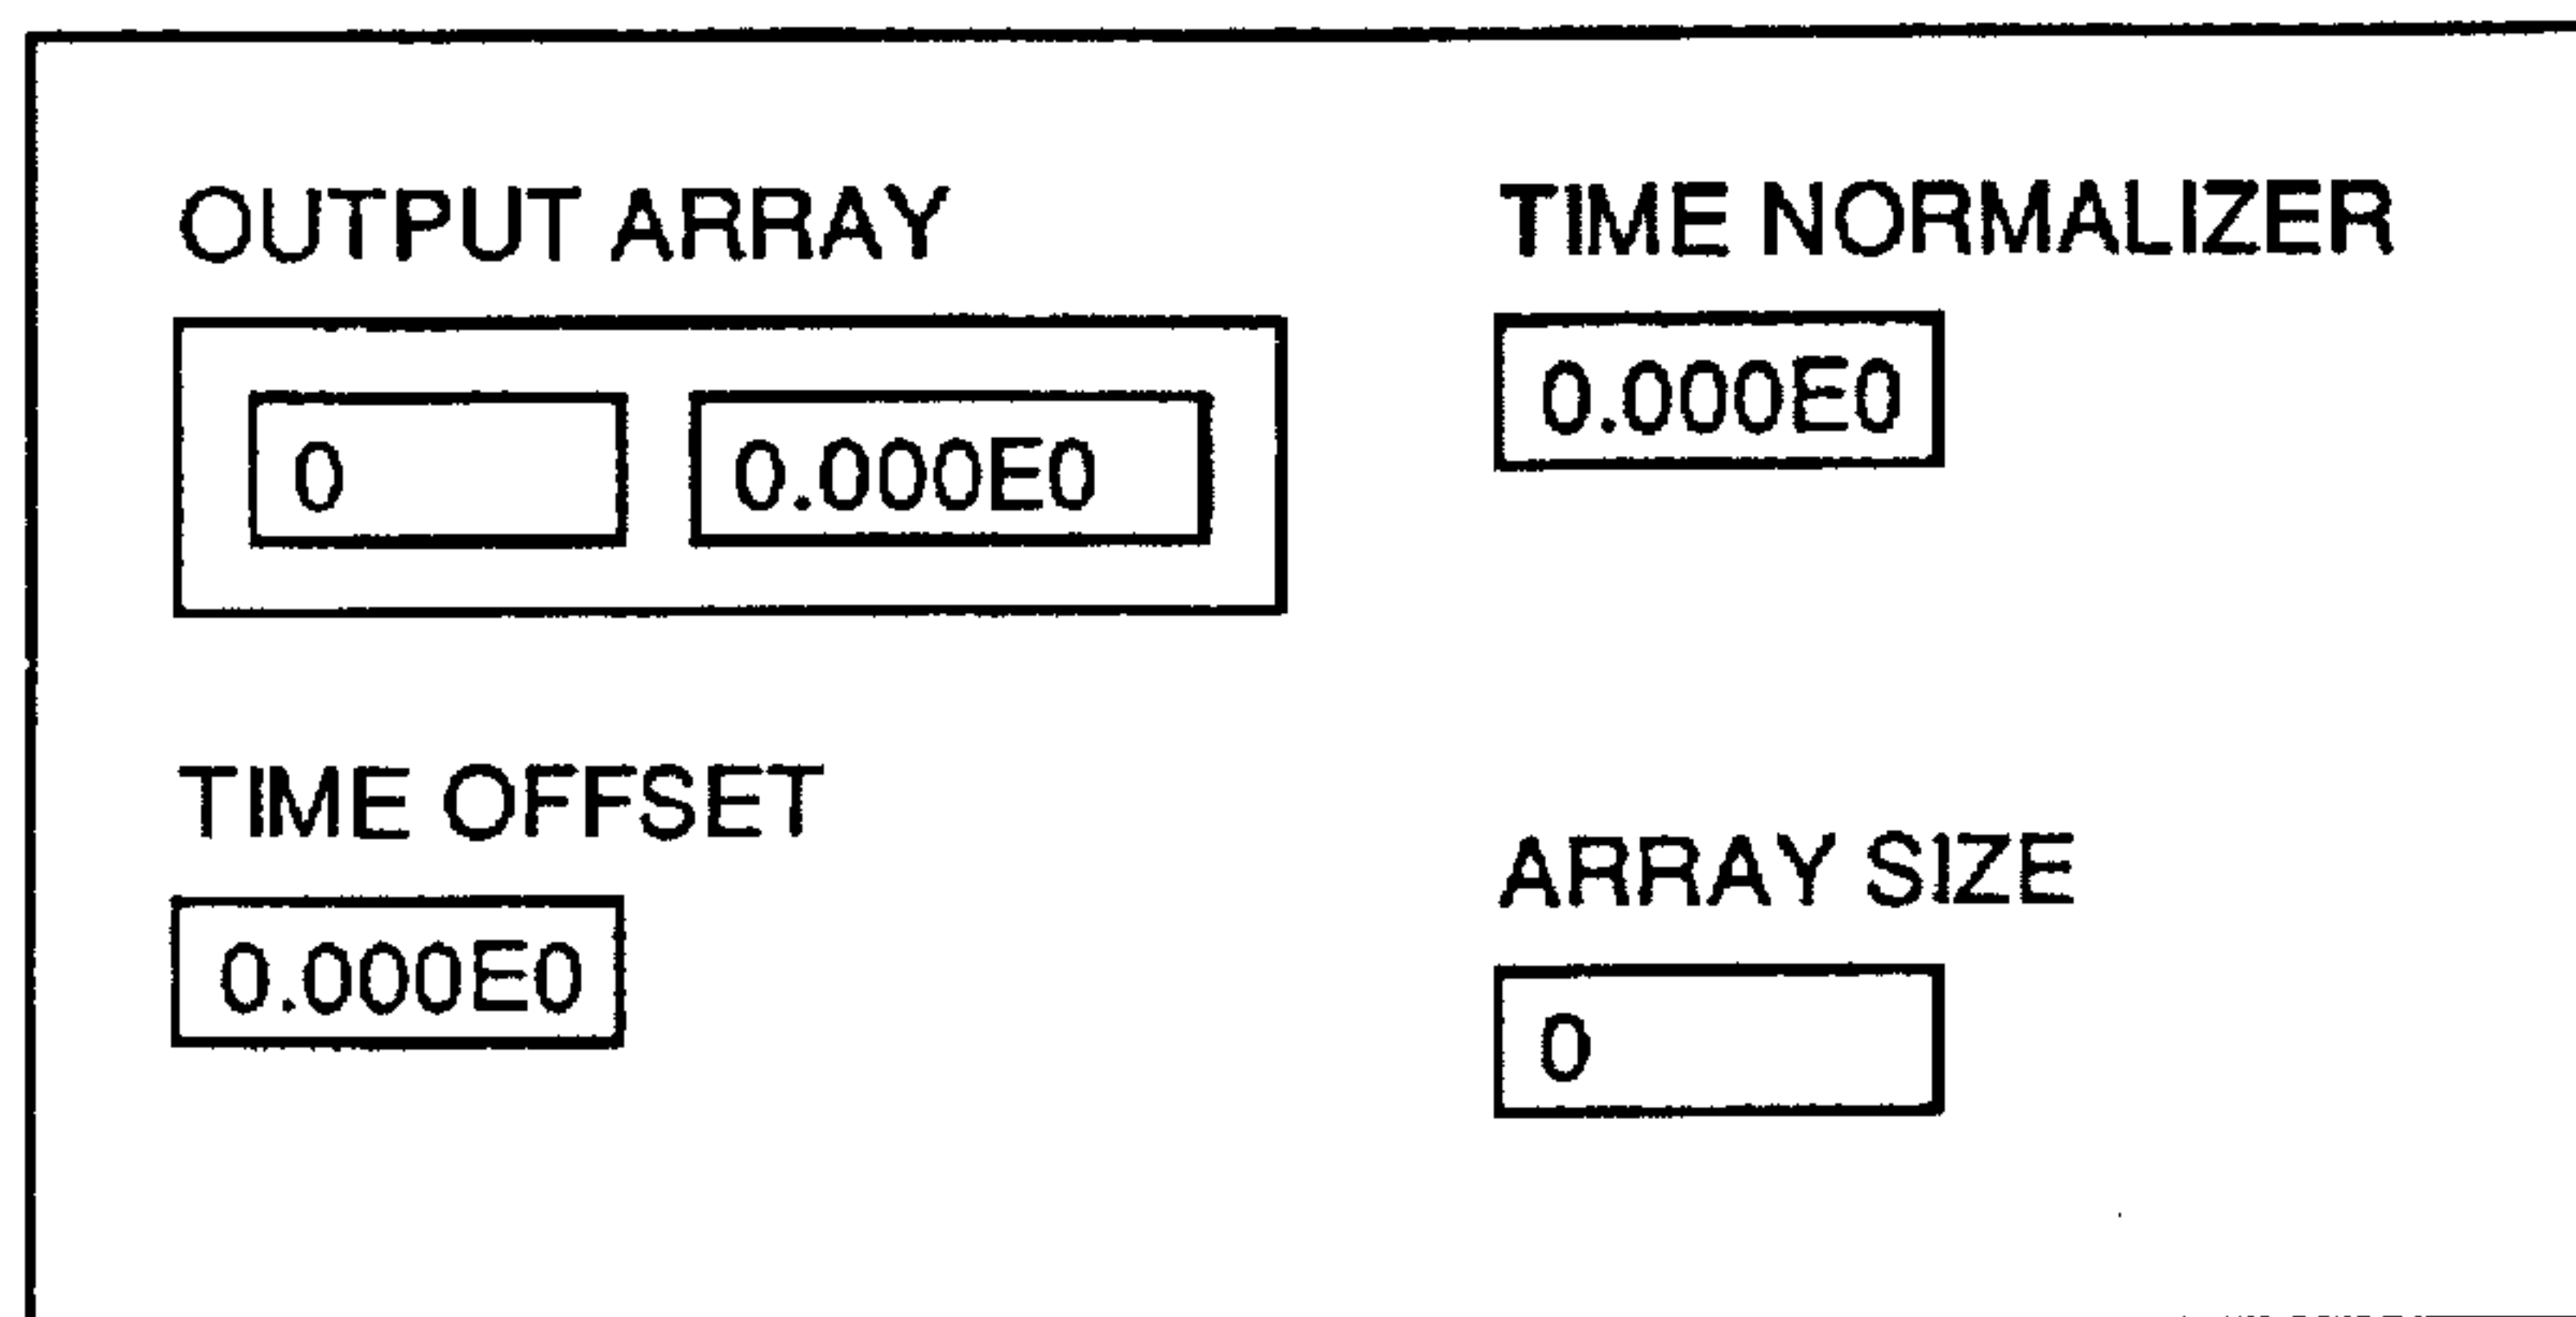 OUTPUT ARRAY
0 0.000E0
TIME NORMALIZER
0.000E0
TIME OFFSET
0.000E0
ARRAY SIZE
0